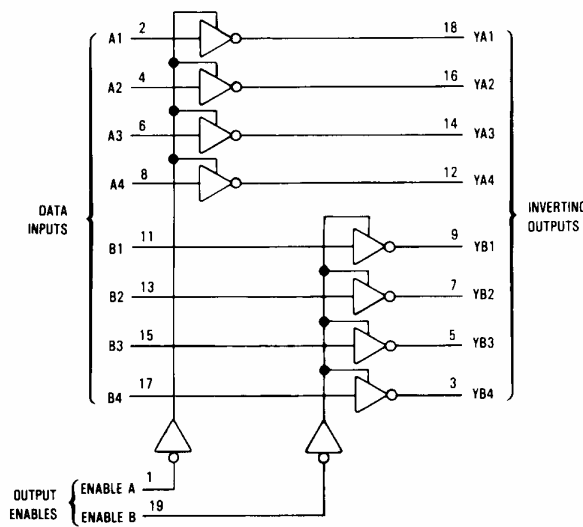 A1 2 18 YA1
A2 4 16 YA2
A3 6 14 YA3
A4 8 12 YA4
DATA
INPUTS
INVERTING
OUTPUTS
B1 11 9 YB1
B2 13 7 YB2
B3 15 5 YB3
B4 17 3 YB4
OUTPUT
ENABLES
ENABLE A 1
ENABLE B 19